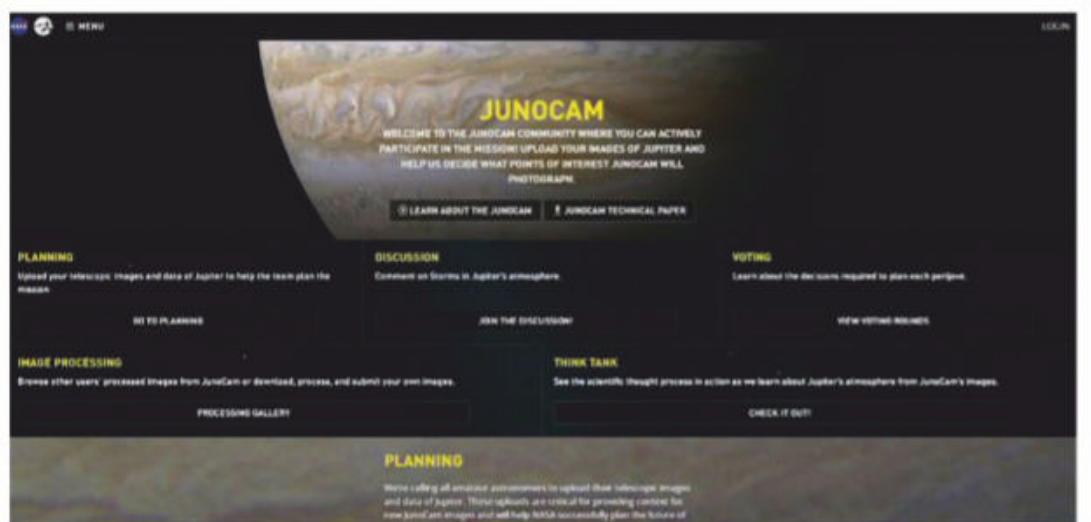 NASA
MENU
LOGIN
JUNOCAM
WELCOME TO THE JUNOCAM COMMUNITY WHERE YOU CAN ACTIVELY
PARTICIPATE IN THE MISSION! UPLOAD YOUR IMAGES OF JUPITER AND
HELP US DECIDE WHAT POINTS OF INTEREST JUNOCAM WILL
PHOTOGRAPH.
LEARN ABOUT THE JUNOCAM
JUNOCAM TECHNICAL PAPER
PLANNING
Upload your telescopic images and data of Jupiter to help the team plan the
mission.
GO TO PLANNING
DISCUSSION
Comment on Storms in Jupiter's atmosphere.
JOIN THE DISCUSSION!
VOTING
Learn about the decisions required to plan each perijove.
VIEW VOTING ROUNDS
IMAGE PROCESSING
Browse other users' processed images from JunoCam or download, process, and submit your own images.
PROCESSING GALLERY
THINK TANK
See the scientific thought process in action as we learn about Jupiter's atmosphere from JunoCam's images.
CHECK IT OUT!
PLANNING
We're calling all amateur astronomers to upload their telescopic images
and data of Jupiter. These uploads are critical for providing context for
new JunoCam images and will help NASA successfully plan the future of